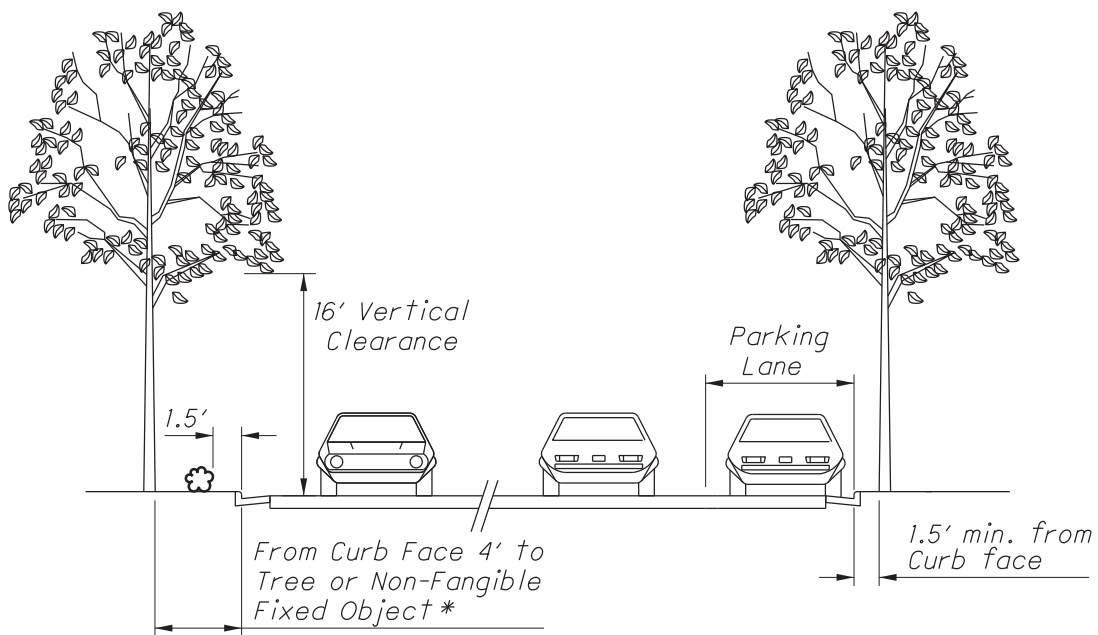 16' Vertical
Clearance
Parking
Lane
1.5'
From Curb Face 4' to
Tree or Non-Fangible
Fixed Object *
1.5' min. from
Curb face